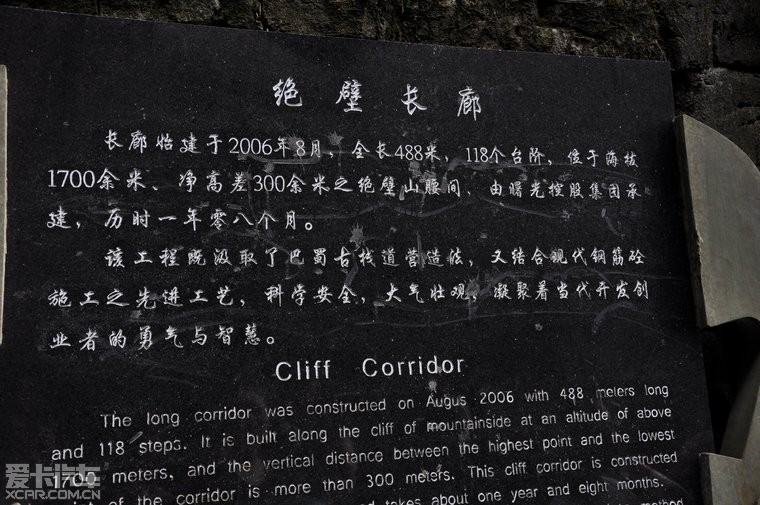 绝壁长廊
长廊始建于2006年8月，全长488米，118个台阶，位于海拔
1700余米、净高差300余米之绝壁山腰间，由曙光控股集团承
建，历时一年零八个月。
该工程既汲取了巴蜀古栈道营造法，又结合现代钢筋砼
施工之先进工艺，科学安全，大气壮观，凝聚着当代开发创
业者的勇气与智慧。
Cliff Corridor
The long corridor was constructed on Augus 2006 with 488 meters long
and 118 steps. It is built along the cliff of mountainside at an altitude of above
1700 meters, and the vertical distance between the highest point and the lowest
of the corridor is more than 300 meters. This cliff corridor is constructed
takes about one year and eight months.
method
爱卡汽车
XCAR.COM.CN